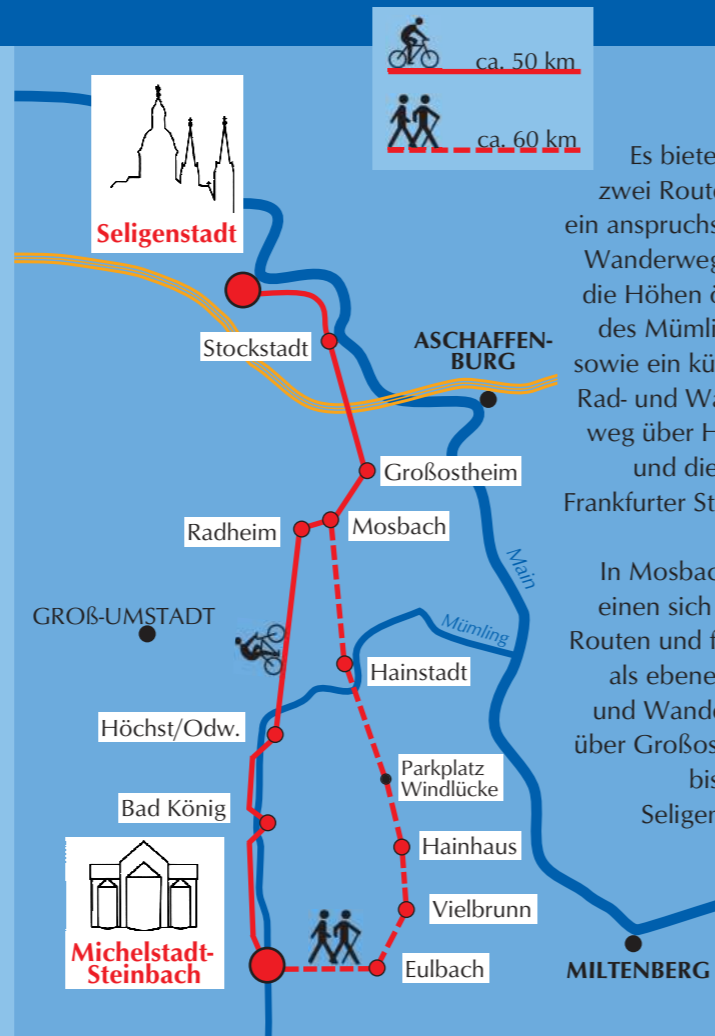 ca. 50 km
ca. 60 km
Seligenstadt
Stockstadt
ASCHAFFEN-
BURG
Großostheim
Mosbach
Radheim
GROß-UMSTADT
Main
Mümling
Hainstadt
Höchst/Odw.
Parkplatz
Windlücke
Bad König
Hainhaus
Vielbrunn
Michelstadt-
Steinbach
Eulbach
MILTENBERG
Es biete
zwei Route
ein anspruchs
Wanderweg
die Höhen ö
des Mümli
sowie ein kü
Rad- und Wa
weg über H
und die
Frankfurter St
In Mosbac
einen sich
Routen und f
als ebene
und Wande
über Großos
bis
Seligen